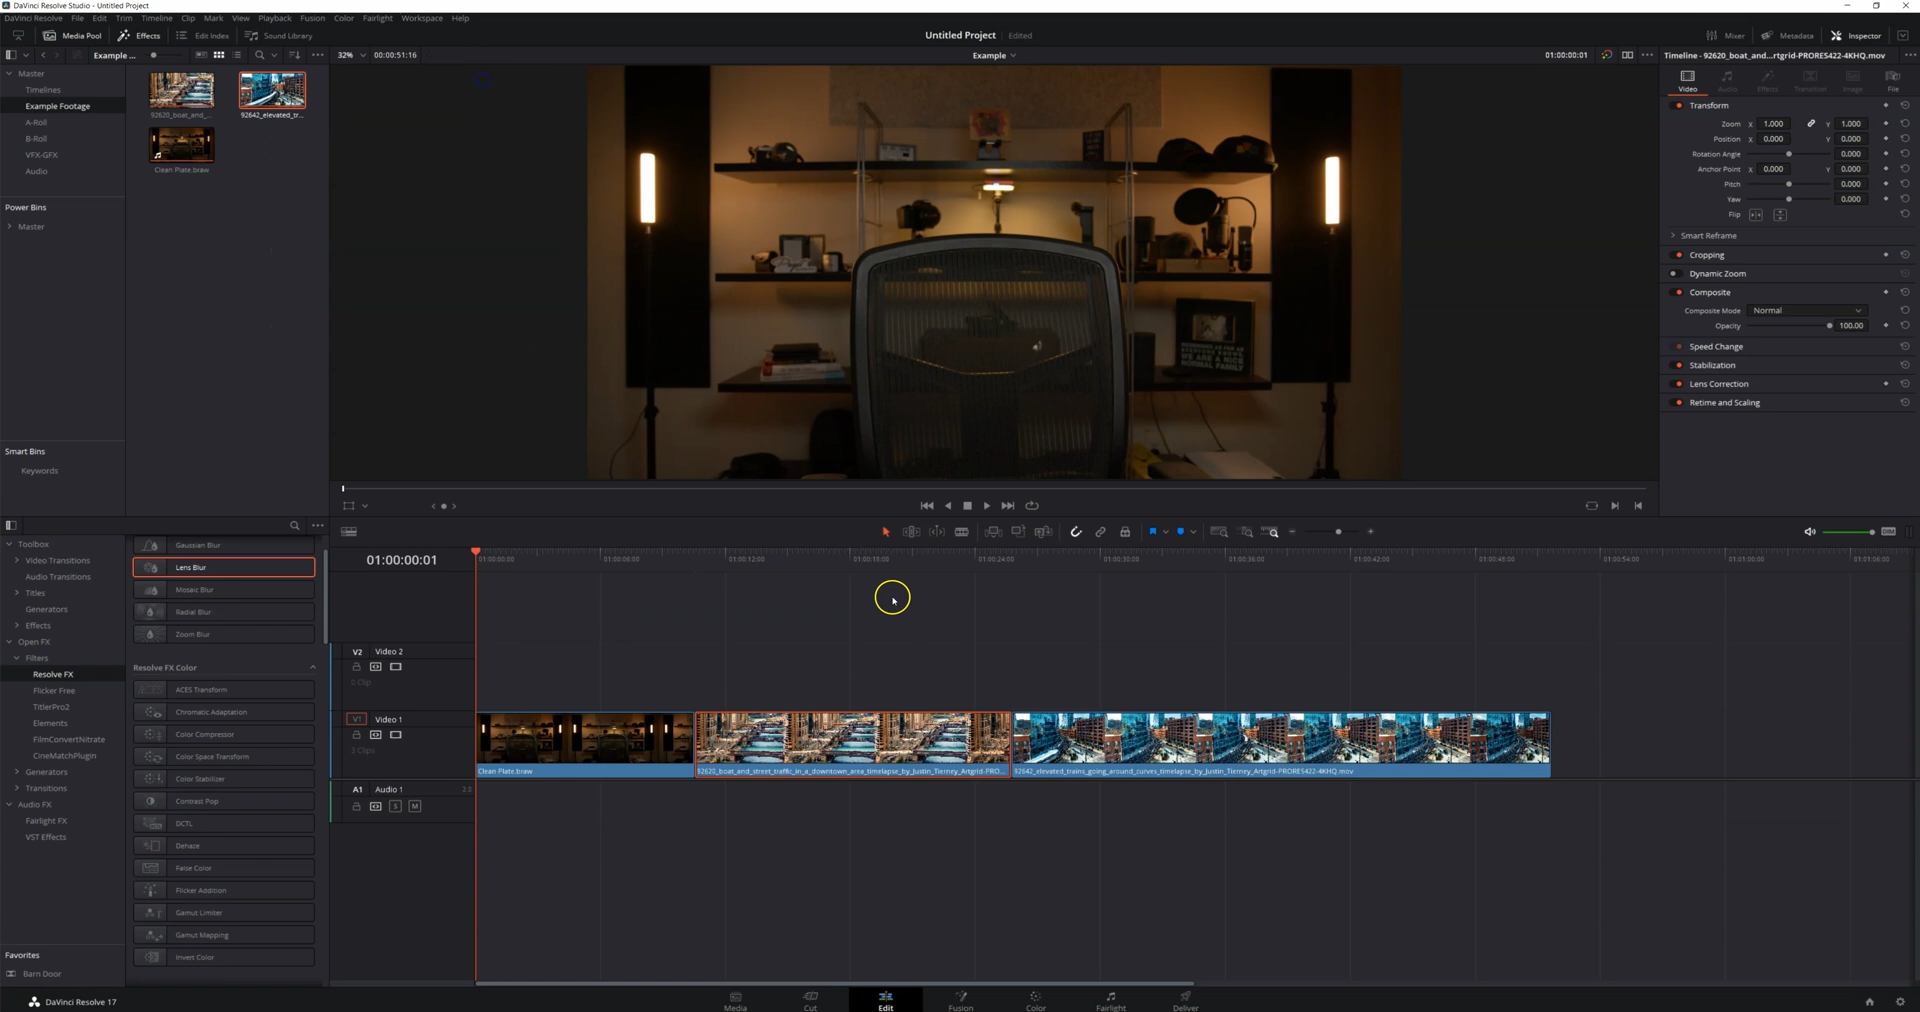 DaVinci Resolve Studio - Untitled Project
DaVinci Resolve File Edit Trim Timeline Clip Mark View Playback Fusion Color Fairlight Workspace Help
Media Pool Effects Edit Index Sound Library Untitled Project Edited Mixer Metadata Inspector
Example ... 32% 00:00:51:16 Example 01:00:00:01 Timeline - 92620_boat_and...rtgrid-PRORES422-4KHQ.mov
Master
Timelines
Example Footage
A-Roll
B-Roll
VFX-GFX
Audio
Power Bins
Master
Smart Bins
Keywords
92620_boat_and_...
92642_elevated_tr...
Clean Plate.braw
WE ARE A NICE
NORMAL FAMILY
Video Audio Effects Transition Image File
Transform
Zoom X 1.000 Y 1.000
Position X 0.000 Y 0.000
Rotation Angle 0.000
Anchor Point X 0.000 Y 0.000
Pitch 0.000
Yaw 0.000
Flip
Smart Reframe
Cropping
Dynamic Zoom
Composite
Composite Mode Normal
Opacity 100.00
Speed Change
Stabilization
Lens Correction
Retime and Scaling
Toolbox
Video Transitions
Audio Transitions
Titles
Generators
Effects
Open FX
Filters
Resolve FX
Flicker Free
TitlerPro2
Elements
FilmConvertNitrate
CineMatchPlugin
Generators
Transitions
Audio FX
Fairlight FX
VST Effects
Favorites
Barn Door
Gaussian Blur
Lens Blur
Mosaic Blur
Radial Blur
Zoom Blur
Resolve FX Color
ACES Transform
Chromatic Adaptation
Color Compressor
Color Space Transform
Color Stabilizer
Contrast Pop
DCTL
Dehaze
False Color
Flicker Addition
Gamut Limiter
Gamut Mapping
Invert Color
DIM
01:00:00:01 01:00:00:00 01:00:06:00 01:00:12:00 01:00:18:00 01:00:24:00 01:00:30:00 01:00:36:00 01:00:42:00 01:00:48:00 01:00:54:00 01:01:00:00 01:01:06:00
V2 Video 2
0 Clip
V1 Video 1
3 Clips
Clean Plate.braw 92620_boat_and_street_traffic_in_a_downtown_area_timelapse_by_Justin_Tierney_Artgrid-PRO... 92642_elevated_trains_going_around_curves_timelapse_by_Justin_Tierney_Artgrid-PRORES422-4KHQ.mov
A1 Audio 1 2.0
S M
DaVinci Resolve 17 Media Cut Edit Fusion Color Fairlight Deliver